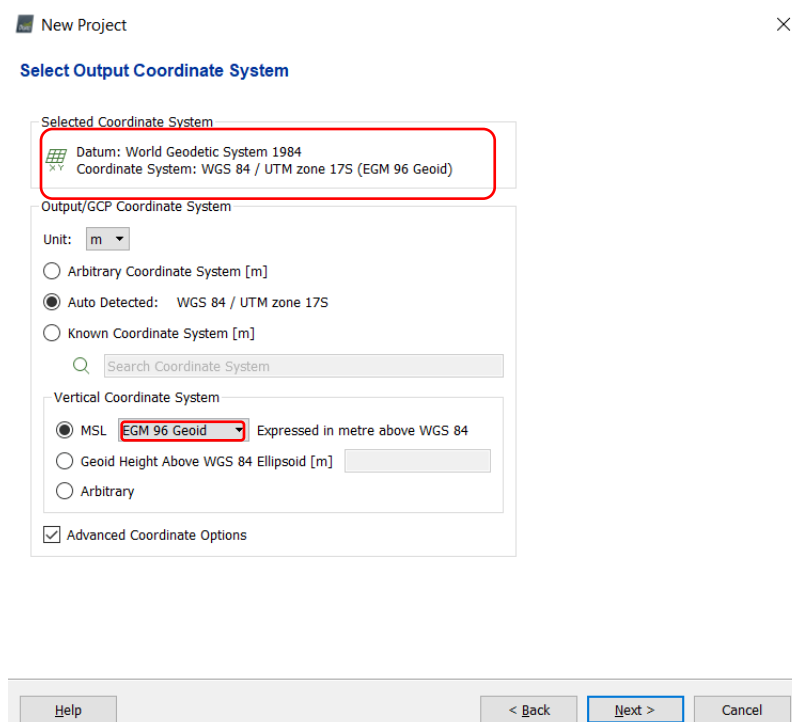 New Project
Select Output Coordinate System
Selected Coordinate System
XY
Datum: World Geodetic System 1984
Coordinate System: WGS 84 / UTM zone 17S (EGM 96 Geoid)
Output/GCP Coordinate System
Unit: m
Arbitrary Coordinate System [m]
Auto Detected: WGS 84 / UTM zone 17S
Known Coordinate System [m]
Search Coordinate System
Vertical Coordinate System
MSL EGM 96 Geoid Expressed in metre above WGS 84
Geoid Height Above WGS 84 Ellipsoid [m]
Arbitrary
Advanced Coordinate Options
Help < Back Next > Cancel